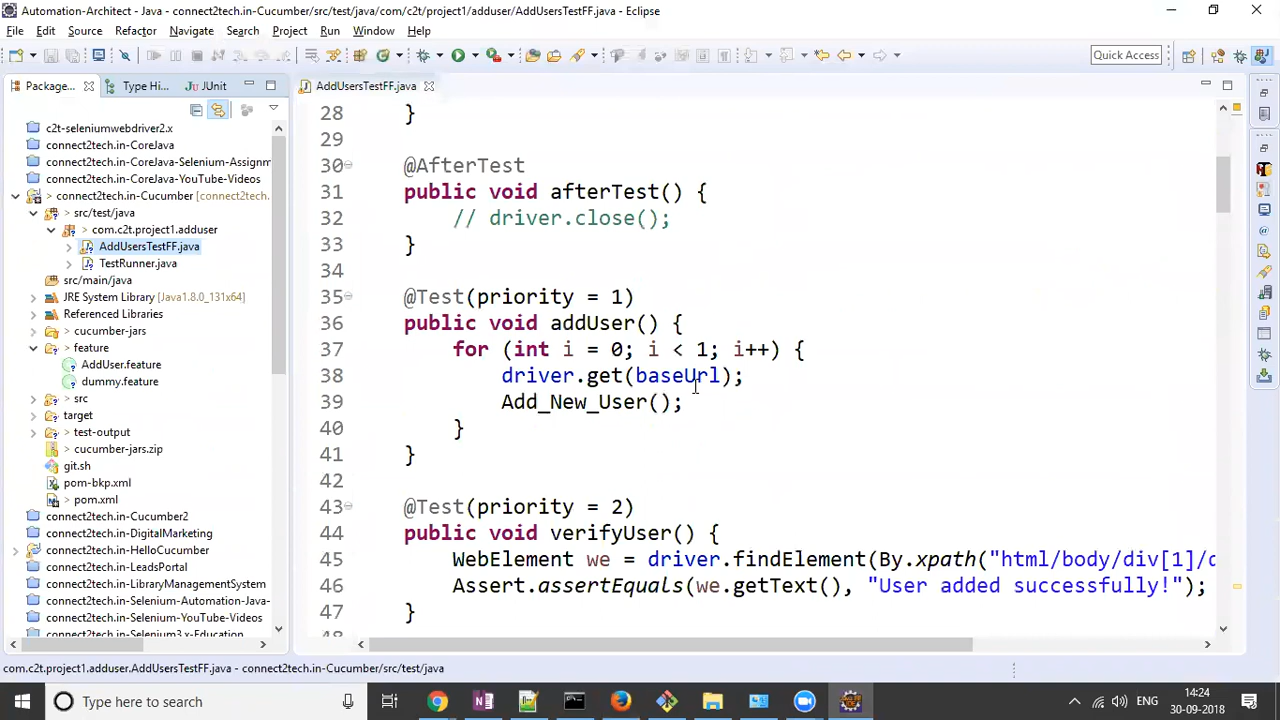 Automation-Architect - Java - connect2tech.in-Cucumber/src/test/java/com/c2t/project1/adduser/AddUsersTestFF.java - Eclipse
File Edit Source Refactor Navigate Search Project Run Window Help
Quick Access
Package... Type Hi... JUnit
AddUsersTestFF.java
c2t-seleniumwebdriver2.x
connect2tech.in-CoreJava
connect2tech.in-CoreJava-Selenium-Assignm
connect2tech.in-CoreJava-YouTube-Videos
> connect2tech.in-Cucumber [connect2tech.
> src/test/java
> com.c2t.project1.adduser
AddUsersTestFF.java
TestRunner.java
src/main/java
JRE System Library [Java1.8.0_131x64]
Referenced Libraries
> cucumber-jars
> feature
AddUser.feature
dummy.feature
> src
target
> test-output
cucumber-jars.zip
git.sh
pom-bkp.xml
> pom.xml
connect2tech.in-Cucumber2
connect2tech.in-DigitalMarketing
connect2tech.in-HelloCucumber
connect2tech.in-LeadsPortal
connect2tech.in-LibraryManagementSystem
connect2tech.in-Selenium-Automation-Java-
connect2tech.in-Selenium-YouTube-Videos
connect2tech.in-Selenium3.x-Education
28 }
29
30 @AfterTest
31 public void afterTest() {
32 // driver.close();
33 }
34
35 @Test(priority = 1)
36 public void addUser() {
37 for (int i = 0; i < 1; i++) {
38 driver.get(baseUrl);
39 Add_New_User();
40 }
41 }
42
43 @Test(priority = 2)
44 public void verifyUser() {
45 WebElement we = driver.findElement(By.xpath("html/body/div[1]/d
46 Assert.assertEquals(we.getText(), "User added successfully!");
47 }
com.c2t.project1.adduser.AddUsersTestFF.java - connect2tech.in-Cucumber/src/test/java
Type here to search
ENG
14:24
30-09-2018